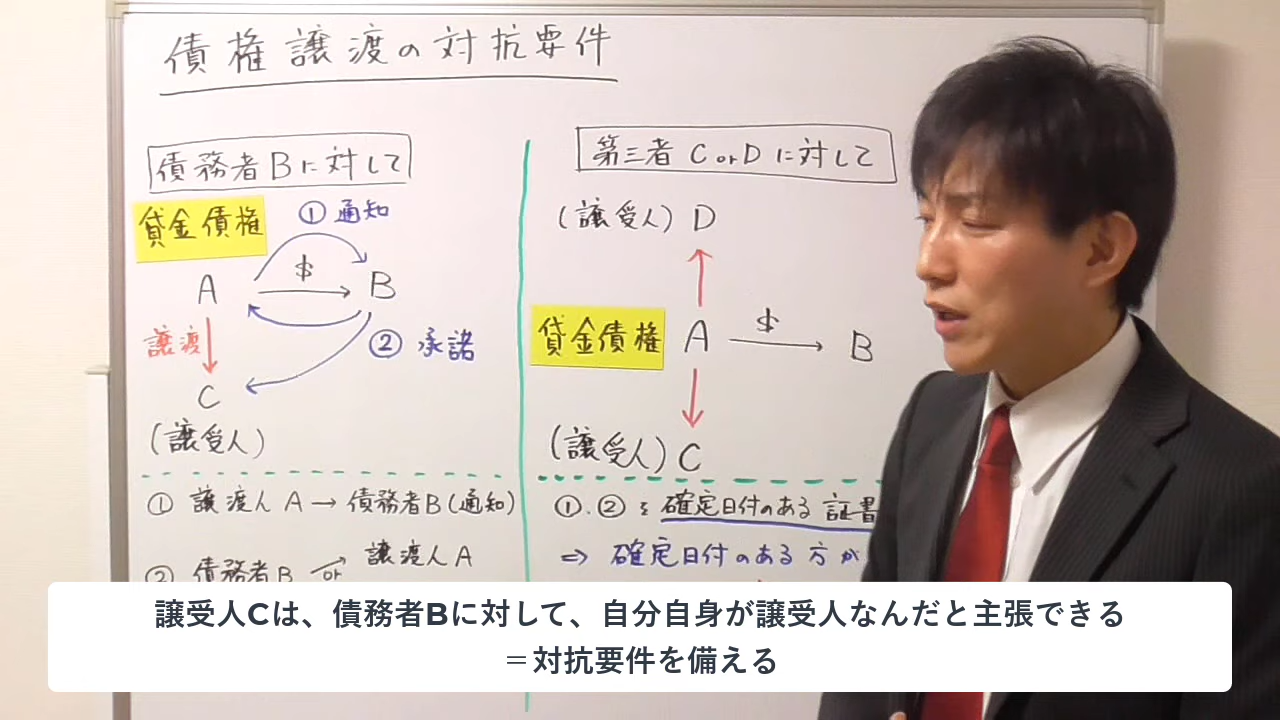 債権譲渡の対抗要件
債務者Bに対して
貸金債権
①通知
$
A
B
譲渡
②承諾
C
(譲受人)
①譲渡人A→債務者B(通知)
②債務者B or → 譲渡人A
第三者CorDに対して
(譲受人)D
貸金債権
A
$
B
(譲受人)C
①.②を確定日付のある証書
⇒確定日付のある方が
譲受人Cは、債務者Bに対して、自分自身が譲受人なんだと主張できる
＝対抗要件を備える